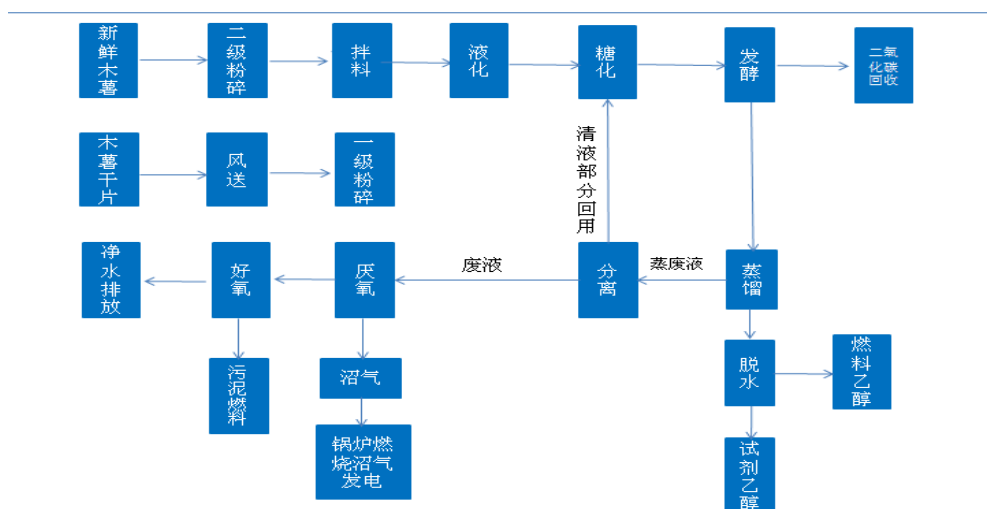 新鲜木薯
二级粉碎
拌料
液化
糖化
发酵
二氧化碳回收
木薯干片
风送
一级粉碎
清液部分回用
净水排放
好氧
厌氧
废液
分离
蒸废液
蒸馏
污泥燃料
沼气
脱水
燃料乙醇
锅炉燃
烧沼气
发电
试剂乙醇